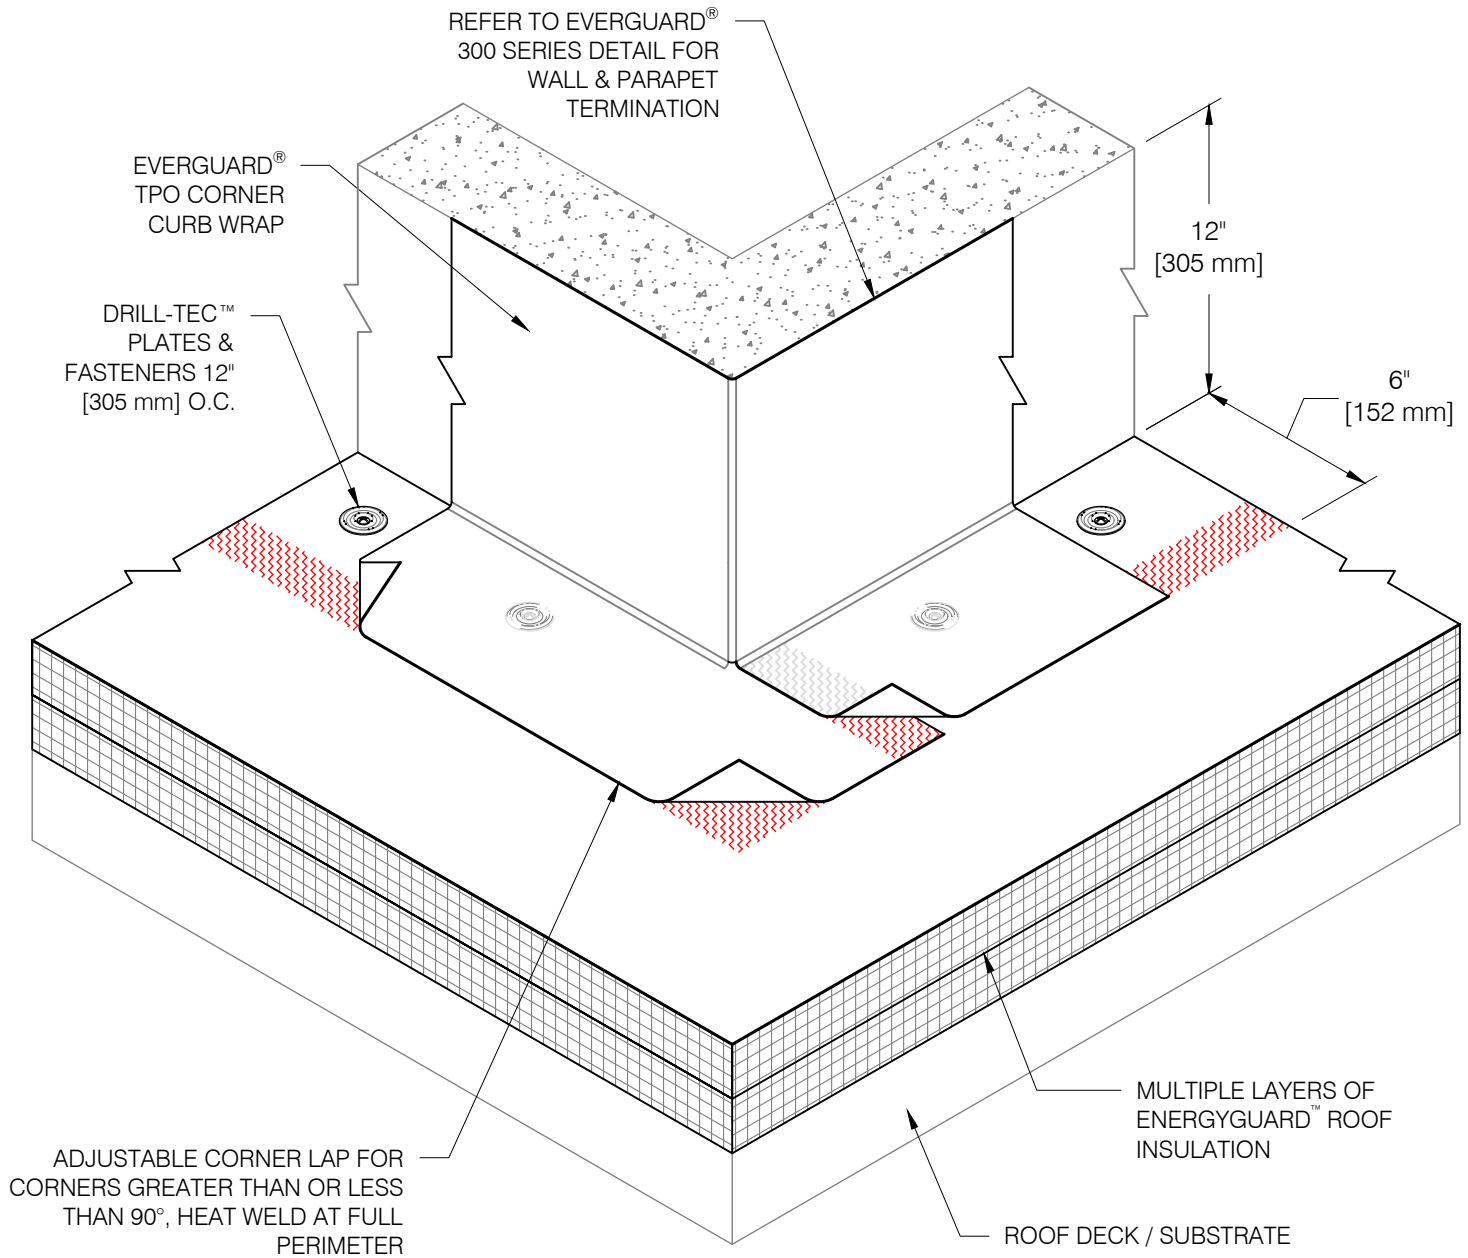 REFER TO EVERGUARD®
300 SERIES DETAIL FOR
WALL & PARAPET
TERMINATION
EVERGUARD®
TPO CORNER
CURB WRAP
12"
[305 mm]
DRILL-TEC™
PLATES &
FASTENERS 12"
[305 mm] O.C.
6"
[152 mm]
MULTIPLE LAYERS OF
ENERGYGUARD™ ROOF
INSULATION
ADJUSTABLE CORNER LAP FOR
CORNERS GREATER THAN OR LESS
THAN 90°, HEAT WELD AT FULL
PERIMETER
ROOF DECK / SUBSTRATE